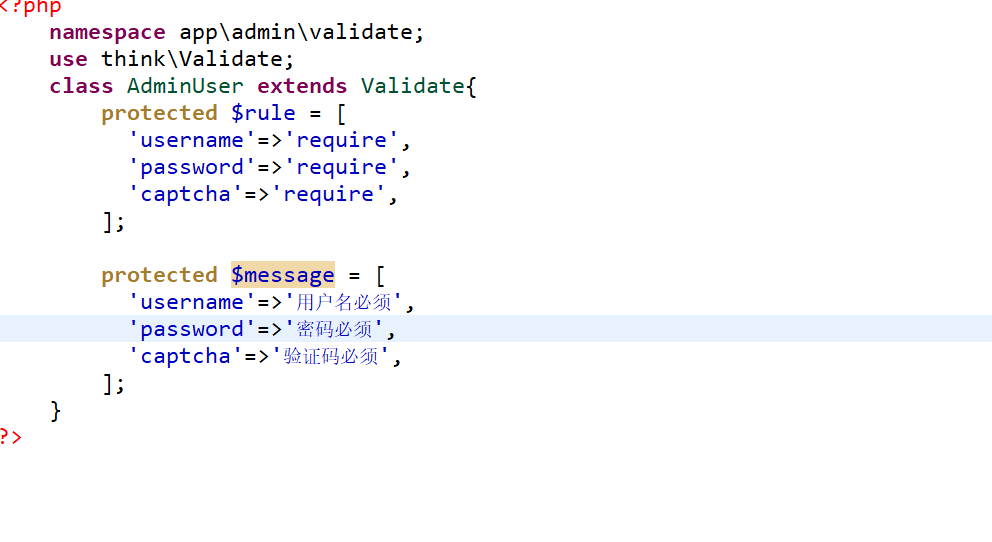 <?php
namespace app\admin\validate;
use think\Validate;
class AdminUser extends Validate{
protected $rule = [
'username'=>'require',
'password'=>'require',
'captcha'=>'require',
];
protected $message = [
'username'=>'用户名必须',
'password'=>'密码必须',
'captcha'=>'验证码必须',
];
}
?>